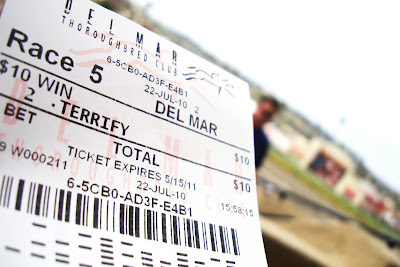 DEL MAR
THOROUGHBRED CLUB
6-5CB0-AD3F-E4B1
22-JUL-10 2
Race 5
DEL MAR
$10 WIN
2 TERRIFY
BET TOTAL $10
$10
TICKET EXPIRES 5/15/11
9 W000211 22-JUL-10 15:58:15
6-5CB0-AD3F-E4B1